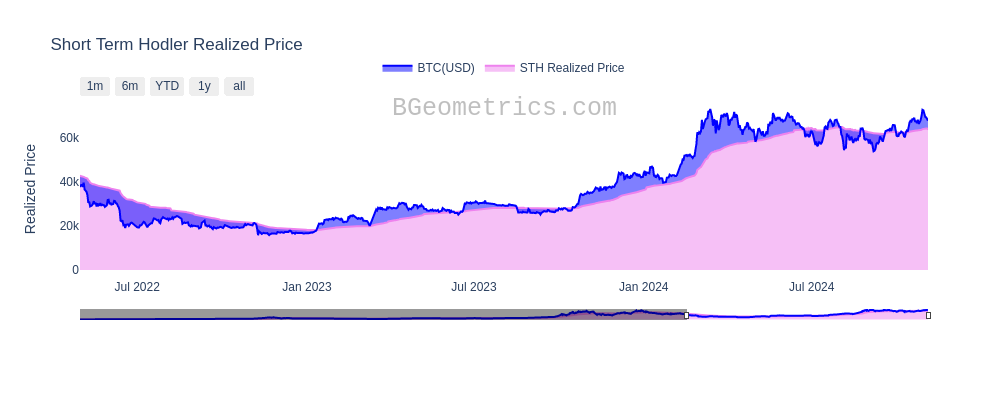 Short Term Hodler Realized Price
BTC(USD) STH Realized Price
1m 6m YTD 1y all
BGeometrics.com
Realized Price
60k
40k
20k
0
Jul 2022 Jan 2023 Jul 2023 Jan 2024 Jul 2024